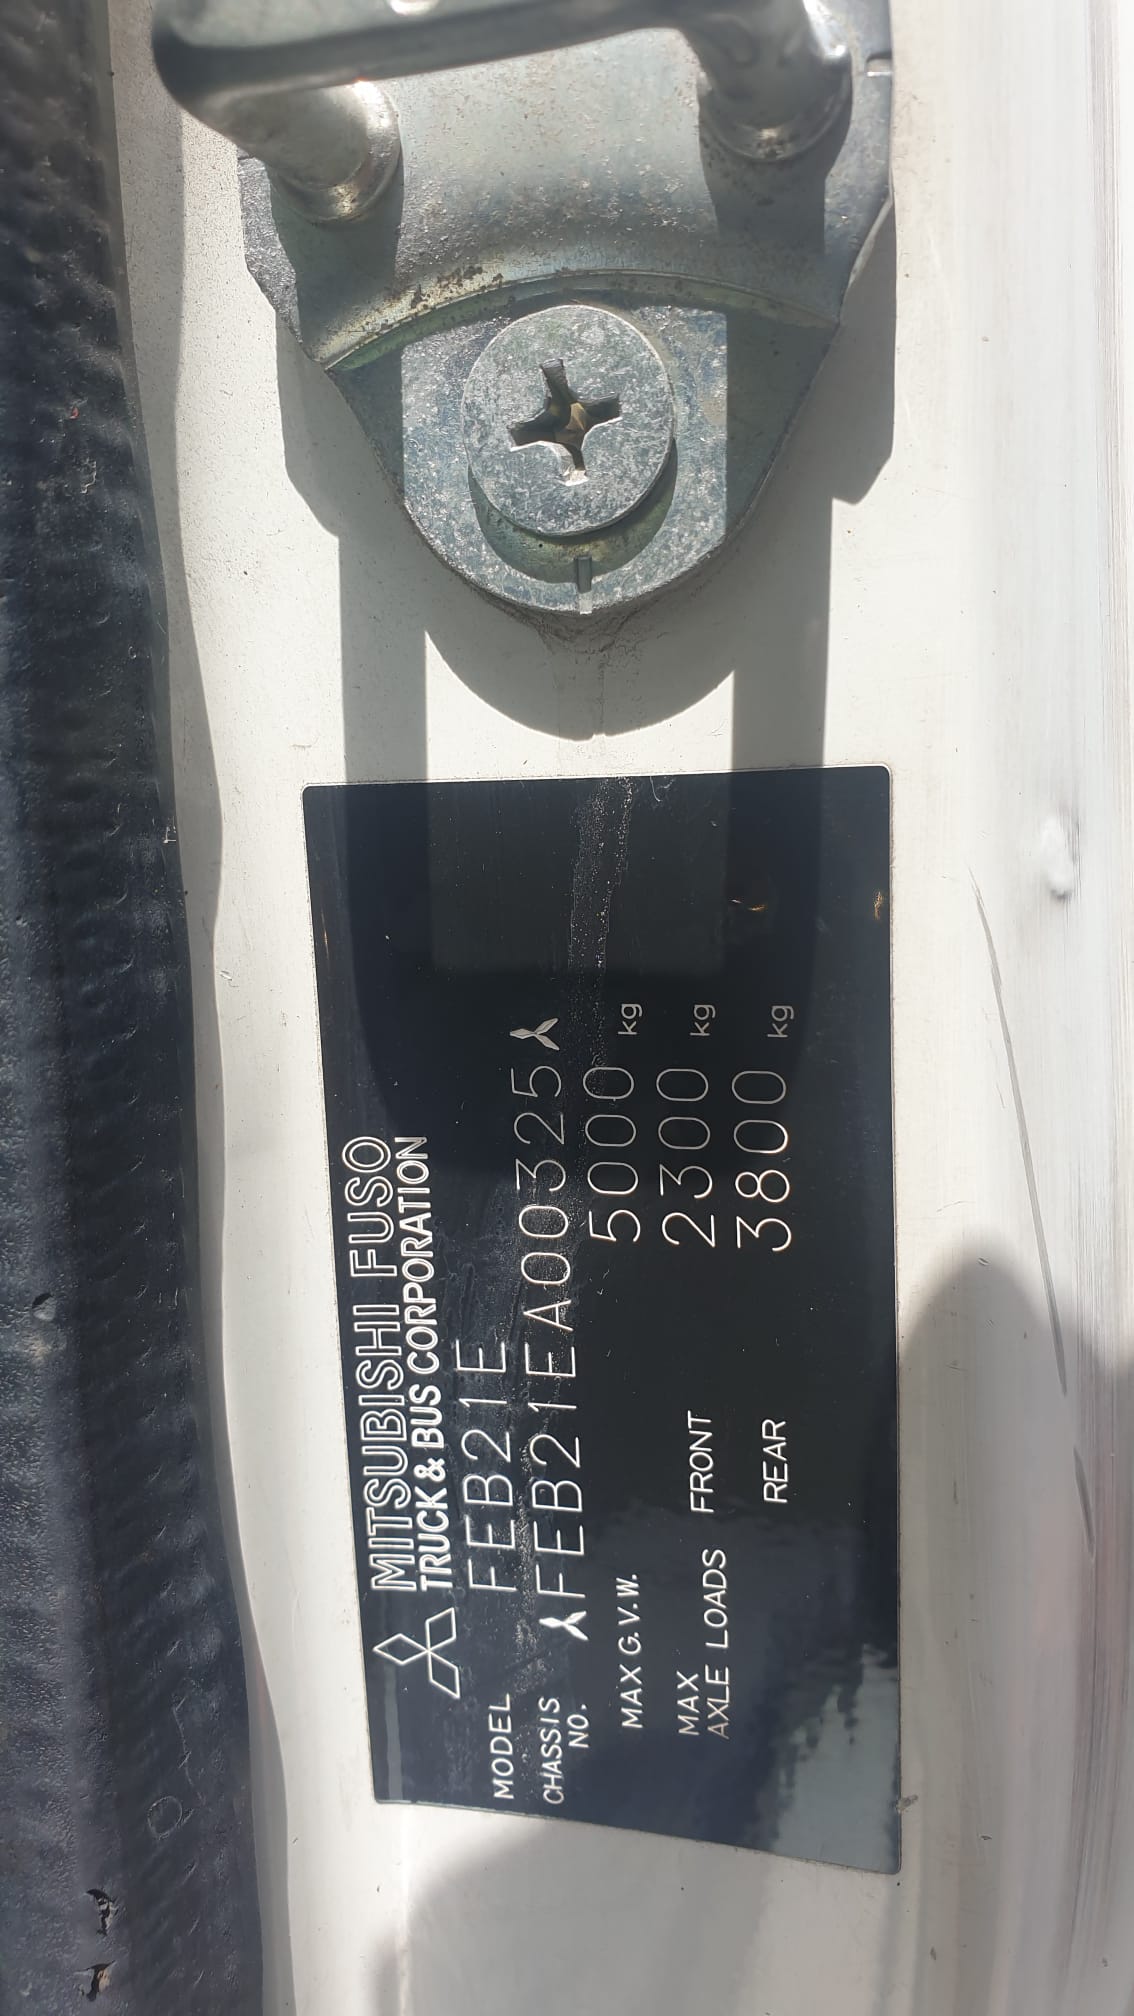 MITSUBISHI FUSO
TRUCK & BUS CORPORATION
MODEL FEB21E
CHASSIS NO. FEB21EA00325
MAX G.V.W. 5000 kg
MAX AXLE LOADS FRONT 2300 kg
REAR 3800 kg